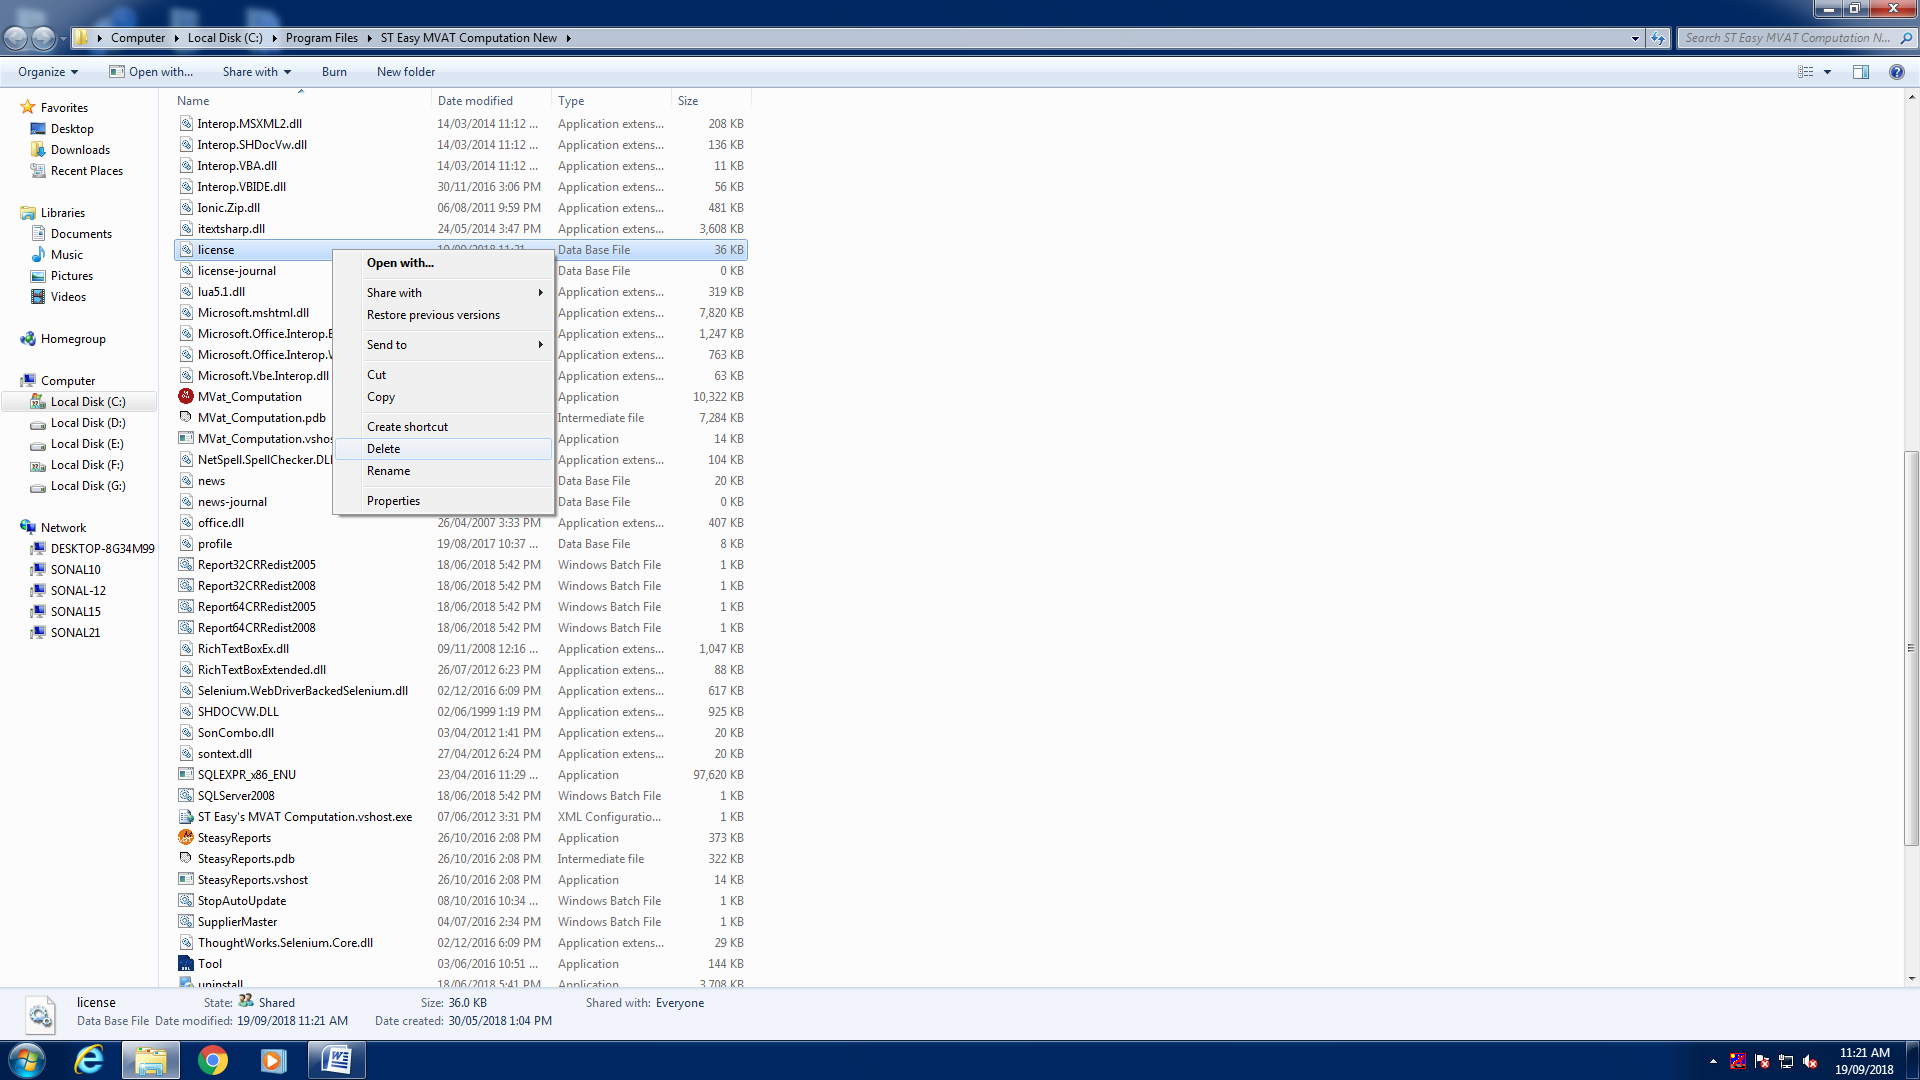 Computer Local Disk (C:) Program Files ST Easy MVAT Computation New
Search ST Easy MVAT Computation N...
Organize Open with... Share with Burn New folder
Favorites
Desktop
Downloads
Recent Places
Libraries
Documents
Music
Pictures
Videos
Homegroup
Computer
Local Disk (C:)
Local Disk (D:)
Local Disk (E:)
Local Disk (F:)
Local Disk (G:)
Network
DESKTOP-8G34M99
SONAL10
SONAL-12
SONAL15
SONAL21
Name Date modified Type Size
Interop.MSXML2.dll 14/03/2014 11:12 ... Application extens... 208 KB
Interop.SHDocVw.dll 14/03/2014 11:12 ... Application extens... 136 KB
Interop.VBA.dll 14/03/2014 11:12 ... Application extens... 11 KB
Interop.VBIDE.dll 30/11/2016 3:06 PM Application extens... 56 KB
Ionic.Zip.dll 06/08/2011 9:59 PM Application extens... 481 KB
itextsharp.dll 24/05/2014 3:47 PM Application extens... 3,608 KB
license 19/09/2018 11:21 ... Data Base File 36 KB
license-journal Data Base File 0 KB
lua5.1.dll Application extens... 319 KB
Microsoft.mshtml.dll Application extens... 7,820 KB
Microsoft.Office.Interop.E Application extens... 1,247 KB
Microsoft.Office.Interop. Application extens... 763 KB
Microsoft.Vbe.Interop.dll Application extens... 63 KB
MVat_Computation Application 10,322 KB
MVat_Computation.pdb Intermediate file 7,284 KB
MVat_Computation.vshos Application 14 KB
NetSpell.SpellChecker.DLL Application extens... 104 KB
news Data Base File 20 KB
news-journal Data Base File 0 KB
office.dll 26/04/2007 3:33 PM Application extens... 407 KB
profile 19/08/2017 10:37 ... Data Base File 8 KB
Report32CRRedist2005 18/06/2018 5:42 PM Windows Batch File 1 KB
Report32CRRedist2008 18/06/2018 5:42 PM Windows Batch File 1 KB
Report64CRRedist2005 18/06/2018 5:42 PM Windows Batch File 1 KB
Report64CRRedist2008 18/06/2018 5:42 PM Windows Batch File 1 KB
RichTextBoxEx.dll 09/11/2008 12:16 ... Application extens... 1,047 KB
RichTextBoxExtended.dll 26/07/2012 6:23 PM Application extens... 88 KB
Selenium.WebDriverBackedSelenium.dll 02/12/2016 6:09 PM Application extens... 617 KB
SHDOCVW.DLL 02/06/1999 1:19 PM Application extens... 925 KB
SonCombo.dll 03/04/2012 1:41 PM Application extens... 20 KB
sontext.dll 27/04/2012 6:24 PM Application extens... 20 KB
SQLEXPR_x86_ENU 23/04/2016 11:29 ... Application 97,620 KB
SQLServer2008 18/06/2018 5:42 PM Windows Batch File 1 KB
ST Easy's MVAT Computation.vshost.exe 07/06/2012 3:31 PM XML Configuratio... 1 KB
SteasyReports 26/10/2016 2:08 PM Application 373 KB
SteasyReports.pdb 26/10/2016 2:08 PM Intermediate file 322 KB
SteasyReports.vshost 26/10/2016 2:08 PM Application 14 KB
StopAutoUpdate 08/10/2016 10:34 ... Windows Batch File 1 KB
SupplierMaster 04/07/2016 2:34 PM Windows Batch File 1 KB
ThoughtWorks.Selenium.Core.dll 02/12/2016 6:09 PM Application extens... 29 KB
Tool 03/06/2016 10:51 ... Application 144 KB
uninstall 18/06/2018 5:41 PM Application 3,708 KB
Open with...
Share with
Restore previous versions
Send to
Cut
Copy
Create shortcut
Delete
Rename
Properties
license State: Shared Size: 36.0 KB Shared with: Everyone
Data Base File Date modified: 19/09/2018 11:21 AM Date created: 30/05/2018 1:04 PM
11:21 AM
19/09/2018